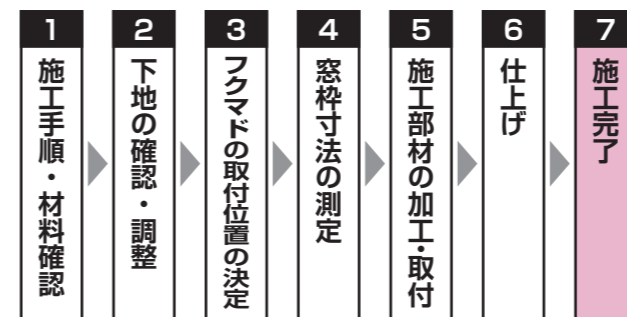 1
施工手順・材料確認
2
下地の確認・調整
3
フクマドの取付位置の決定
4
窓枠寸法の測定
5
施工部材の加工・取付
6
仕上げ
7
施工完了